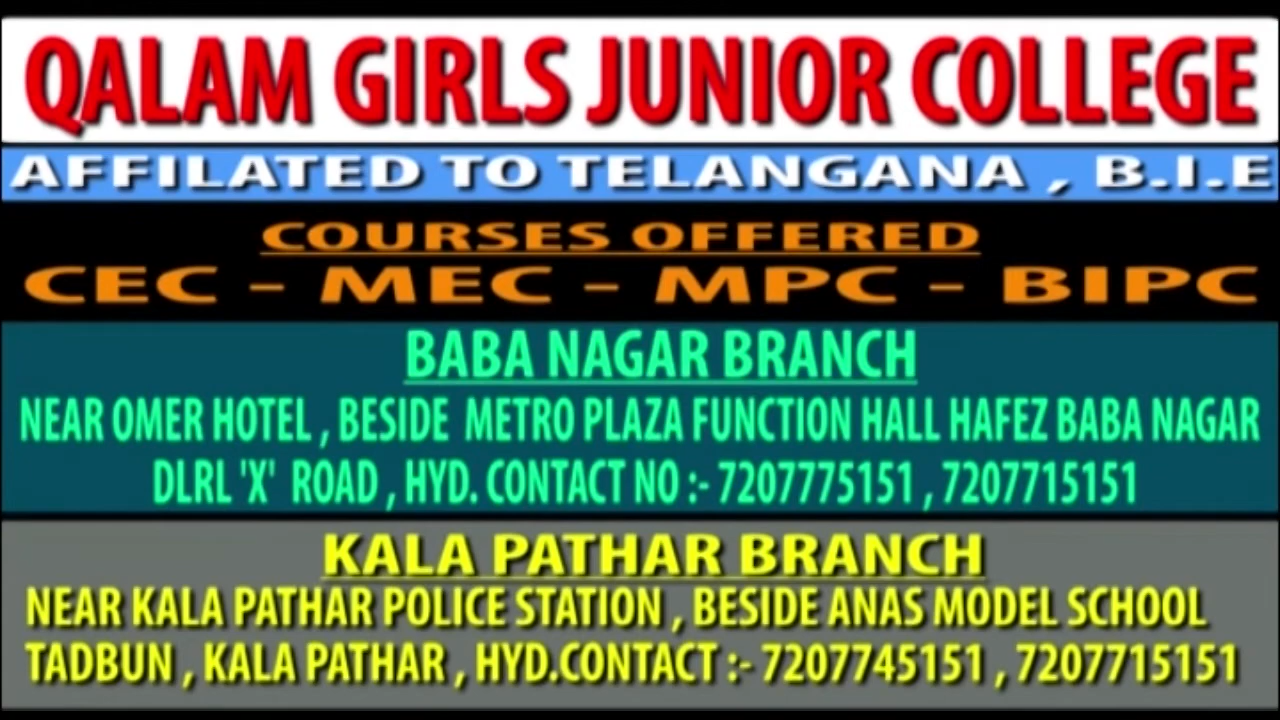 QALAM GIRLS JUNIOR COLLEGE
AFFILATED TO TELANGANA , B.I.E
COURSES OFFERED
CEC - MEC - MPC - BIPC
BABA NAGAR BRANCH
NEAR OMER HOTEL , BESIDE METRO PLAZA FUNCTION HALL HAFEZ BABA NAGAR
DLRL 'X' ROAD , HYD. CONTACT NO :- 7207775151 , 7207715151
KALA PATHAR BRANCH
NEAR KALA PATHAR POLICE STATION , BESIDE ANAS MODEL SCHOOL
TADBUN , KALA PATHAR , HYD.CONTACT :- 7207745151 , 7207715151